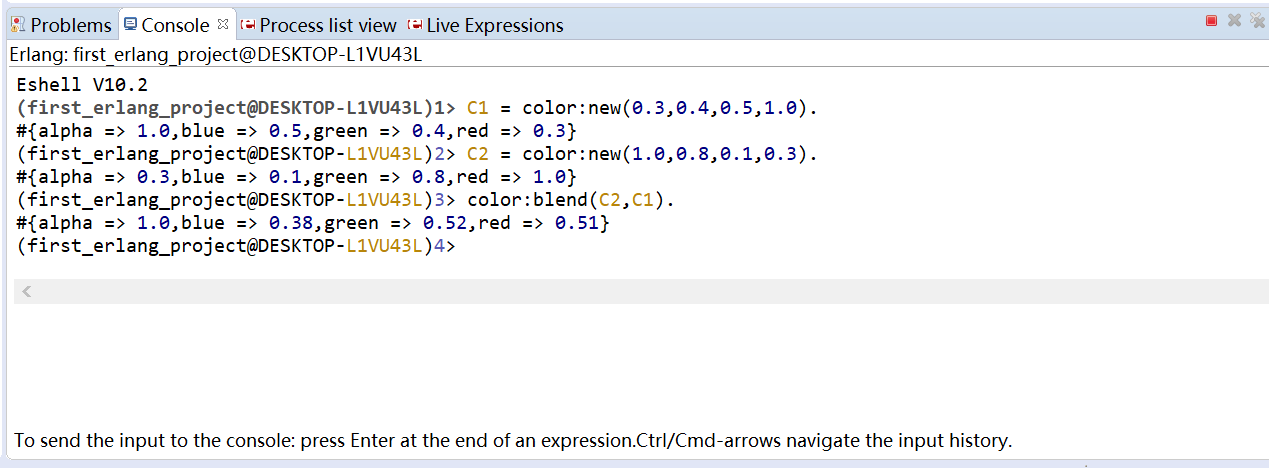 Problems Console Process list view Live Expressions
Erlang: first_erlang_project@DESKTOP-L1VU43L
Eshell V10.2
(first_erlang_project@DESKTOP-L1VU43L)1> C1 = color:new(0.3,0.4,0.5,1.0).
#{alpha => 1.0,blue => 0.5,green => 0.4,red => 0.3}
(first_erlang_project@DESKTOP-L1VU43L)2> C2 = color:new(1.0,0.8,0.1,0.3).
#{alpha => 0.3,blue => 0.1,green => 0.8,red => 1.0}
(first_erlang_project@DESKTOP-L1VU43L)3> color:blend(C2,C1).
#{alpha => 1.0,blue => 0.38,green => 0.52,red => 0.51}
(first_erlang_project@DESKTOP-L1VU43L)4>
To send the input to the console: press Enter at the end of an expression.Ctrl/Cmd-arrows navigate the input history.